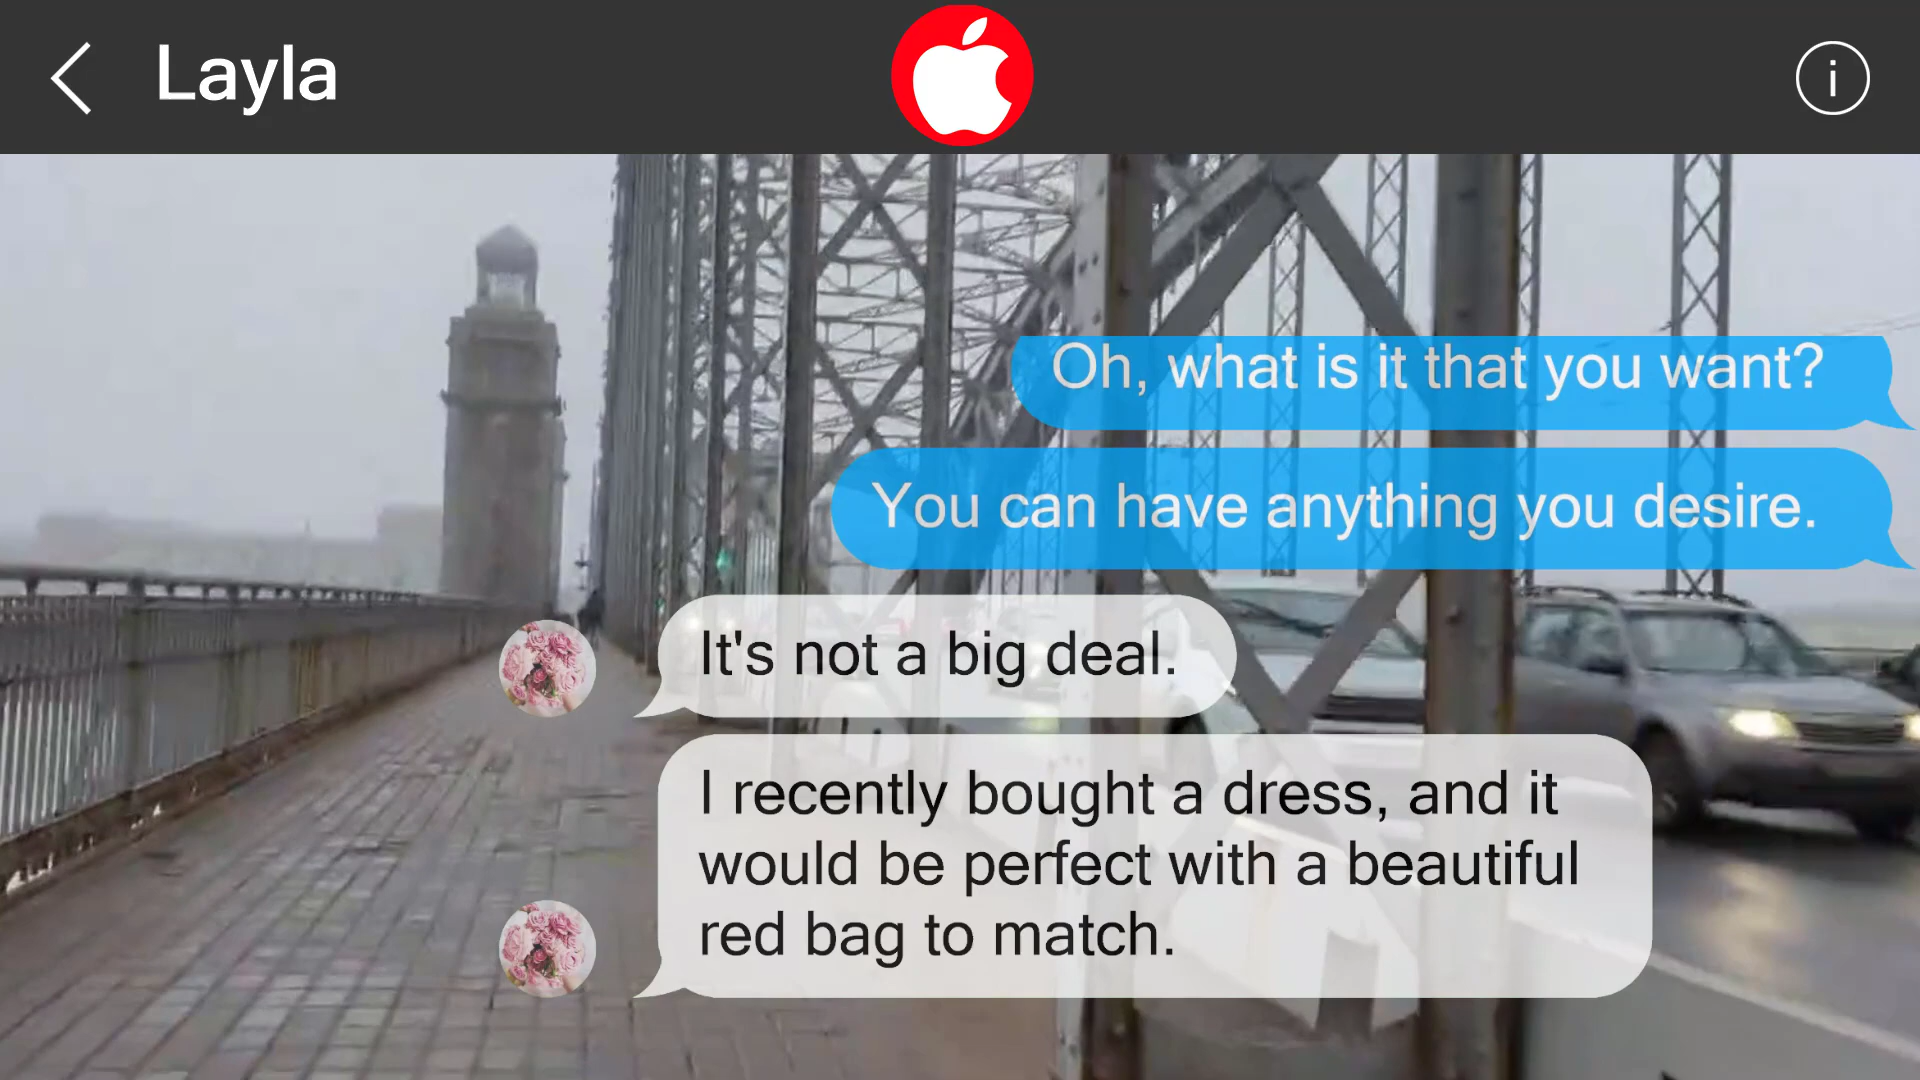 Layla
i
Oh, what is it that you want?
You can have anything you desire.
It's not a big deal.
I recently bought a dress, and it
would be perfect with a beautiful
red bag to match.